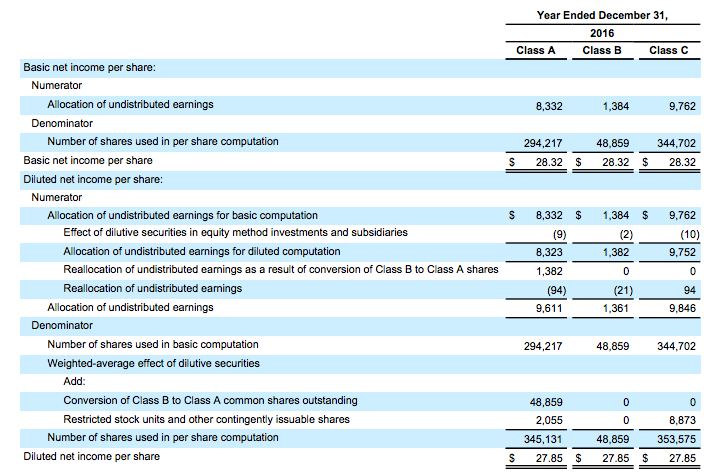 Year Ended December 31,
2016
Class A Class B Class C
Basic net income per share:
Numerator
Allocation of undistributed earnings 8,332 1,384 9,762
Denominator
Number of shares used in per share computation 294,217 48,859 344,702
Basic net income per share $ 28.32 $ 28.32 $ 28.32
Diluted net income per share:
Numerator
Allocation of undistributed earnings for basic computation $ 8,332 $ 1,384 $ 9,762
Effect of dilutive securities in equity method investments and subsidiaries (9) (2) (10)
Allocation of undistributed earnings for diluted computation 8,323 1,382 9,752
Reallocation of undistributed earnings as a result of conversion of Class B to Class A shares 1,382 0 0
Reallocation of undistributed earnings (94) (21) 94
Allocation of undistributed earnings 9,611 1,361 9,846
Denominator
Number of shares used in basic computation 294,217 48,859 344,702
Weighted-average effect of dilutive securities
Add:
Conversion of Class B to Class A common shares outstanding 48,859 0 0
Restricted stock units and other contingently issuable shares 2,055 0 8,873
Number of shares used in per share computation 345,131 48,859 353,575
Diluted net income per share $ 27.85 $ 27.85 $ 27.85